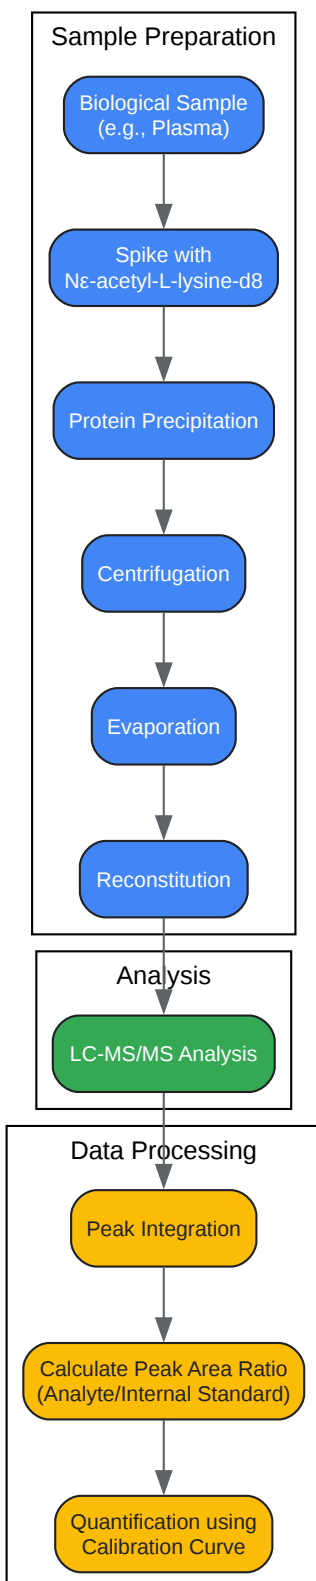 Sample Preparation
Biological Sample
(e.g., Plasma)
Spike with
Nε-acetyl-L-lysine-d8
Protein Precipitation
Centrifugation
Evaporation
Reconstitution
Analysis
LC-MS/MS Analysis
Data Processing
Peak Integration
Calculate Peak Area Ratio
(Analyte/Internal Standard)
Quantification using
Calibration Curve